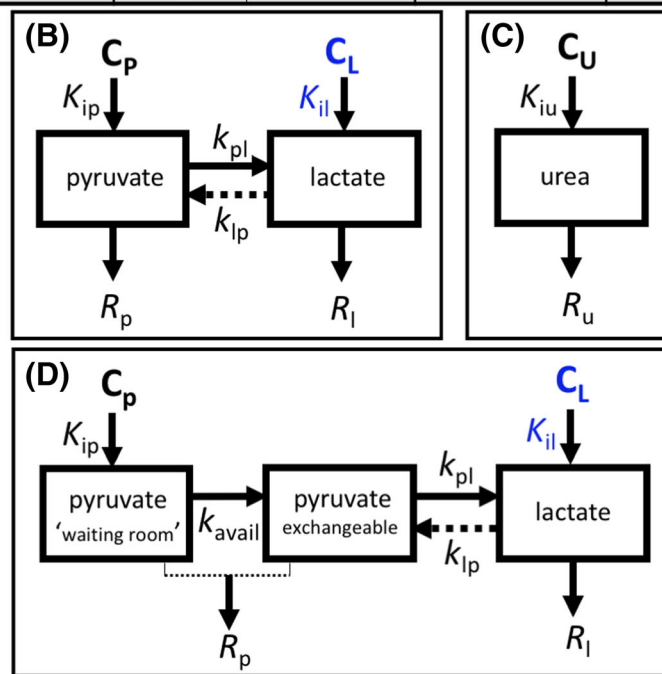 (B)
C_P
C_L
K_ip
K_il
k_pl
pyruvate
lactate
k_lp
R_p
R_l
(C)
C_U
K_iu
urea
R_u
(D)
C_p
C_L
K_ip
K_il
k_pl
pyruvate
'waiting room'
k_avail
pyruvate
exchangeable
lactate
k_lp
R_p
R_l